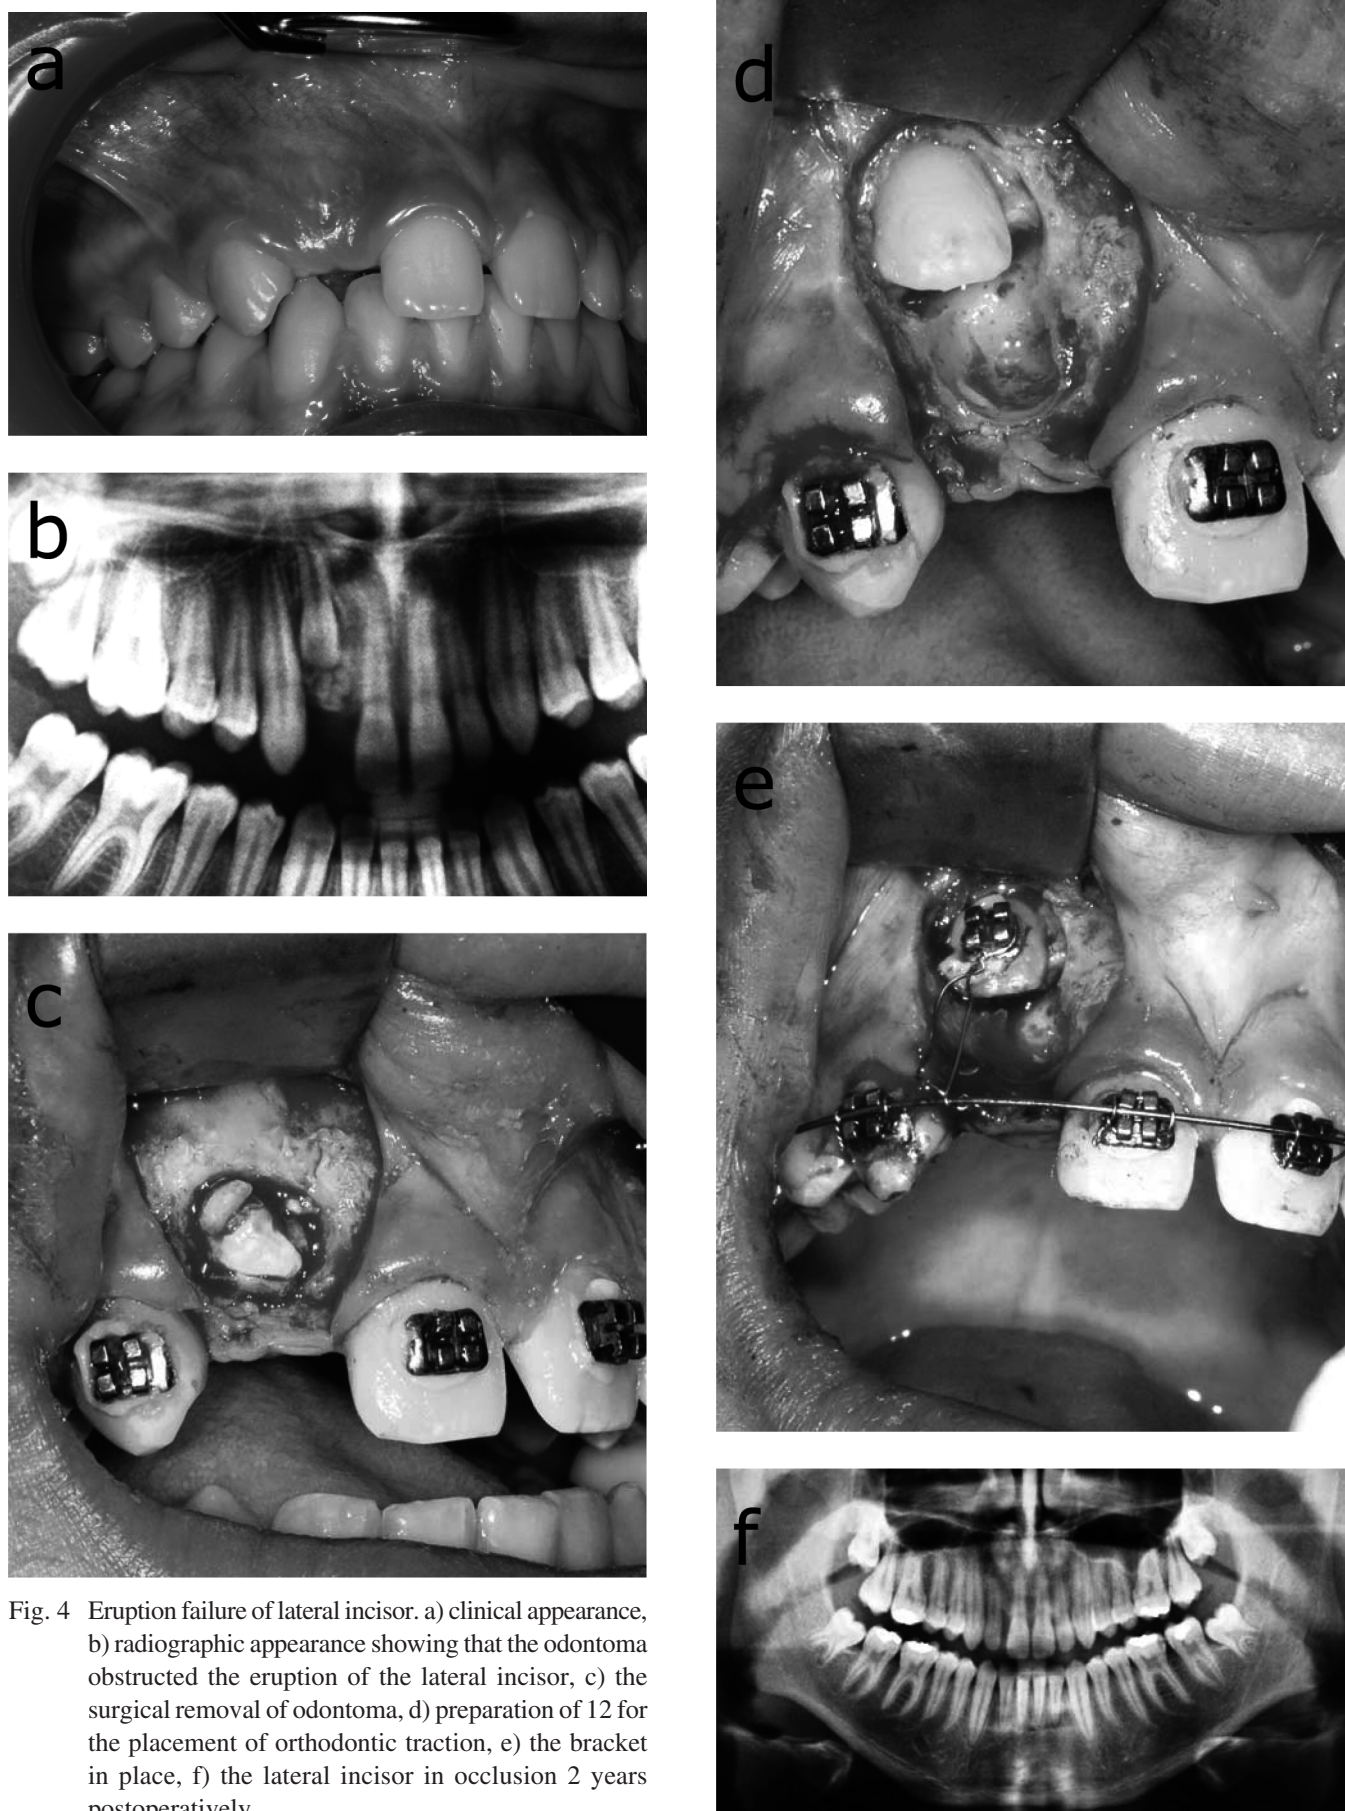 a
b
c
d
e
f
Fig. 4 Eruption failure of lateral incisor. a) clinical appearance,
b) radiographic appearance showing that the odontoma
obstructed the eruption of the lateral incisor, c) the
surgical removal of odontoma, d) preparation of 12 for
the placement of orthodontic traction, e) the bracket
in place, f) the lateral incisor in occlusion 2 years
postoperatively.